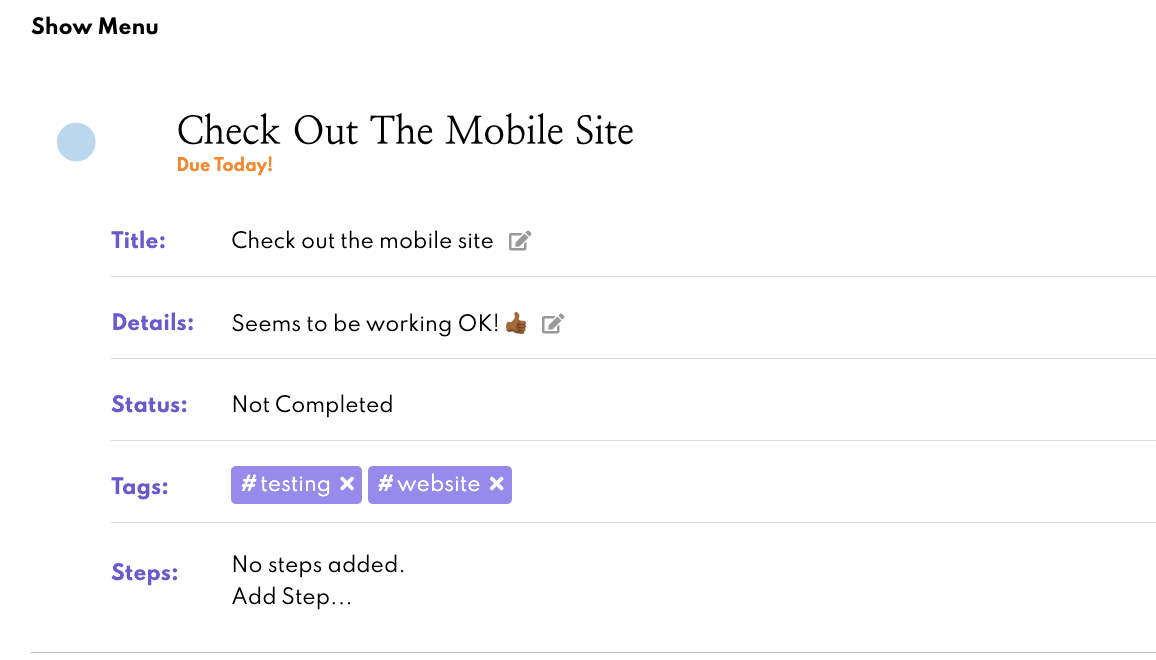 Show Menu
Check Out The Mobile Site
Due Today!
Title: Check out the mobile site
Details: Seems to be working OK! 👍🏾
Status: Not Completed
Tags: #testing × #website ×
Steps: No steps added.
Add Step...